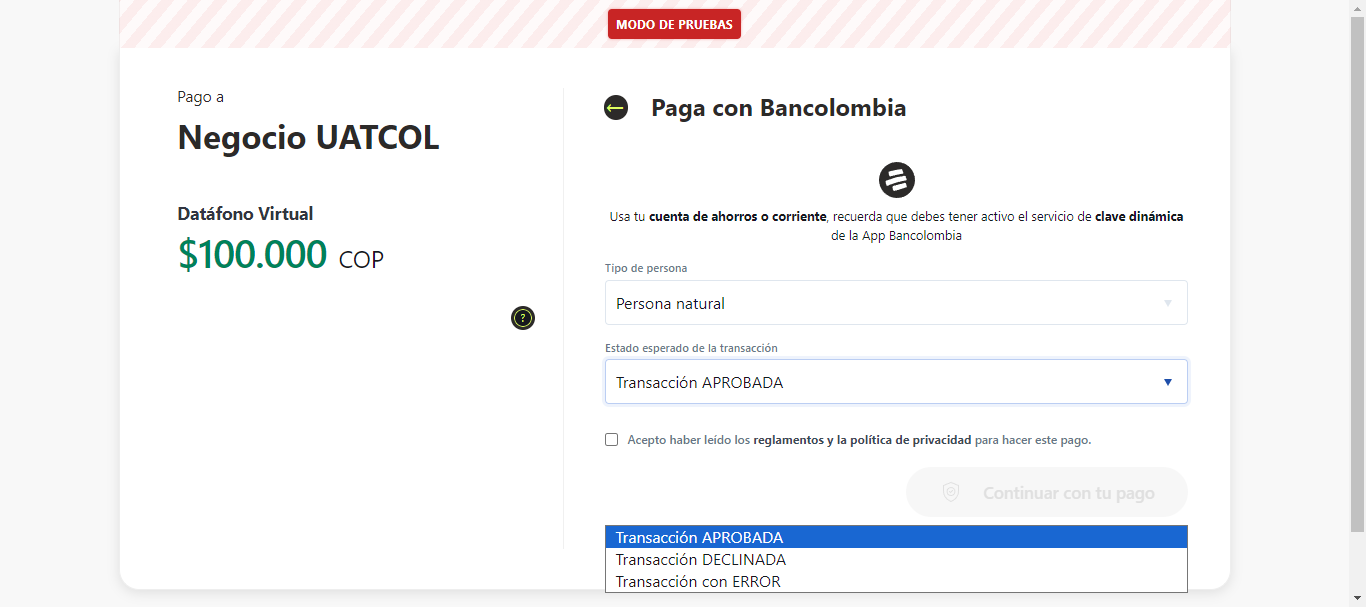 MODO DE PRUEBAS
Pago a
Negocio UATCOL
Datáfono Virtual
$100.000 COP
?
Paga con Bancolombia
Usa tu cuenta de ahorros o corriente, recuerda que debes tener activo el servicio de clave dinámica
de la App Bancolombia
Tipo de persona
Persona natural
Estado esperado de la transacción
Transacción APROBADA
Acepto haber leído los reglamentos y la política de privacidad para hacer este pago.
Continuar con tu pago
Transacción APROBADA
Transacción DECLINADA
Transacción con ERROR